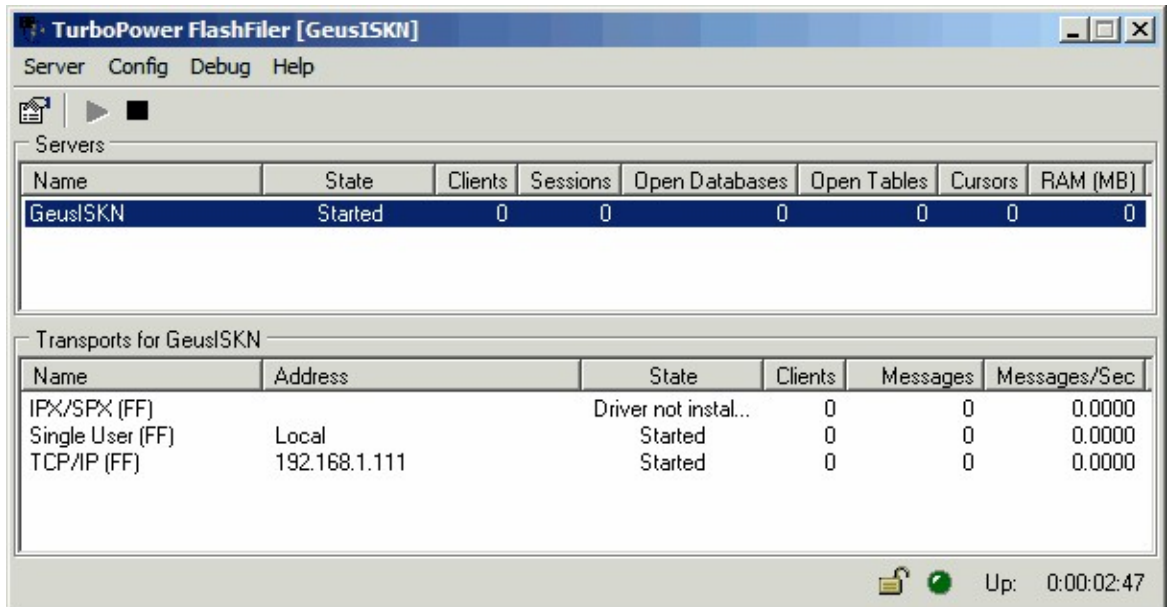 TurboPower FlashFiler [GeusISKN]
Server Config Debug Help
Servers
Name State Clients Sessions Open Databases Open Tables Cursors RAM (MB)
GeusISKN Started 0 0 0 0 0 0
Transports for GeusISKN
Name Address State Clients Messages Messages/Sec
IPX/SPX (FF) Driver not instal... 0 0 0.0000
Single User (FF) Local Started 0 0 0.0000
TCP/IP (FF) 192.168.1.111 Started 0 0 0.0000
Up: 0:00:02:47